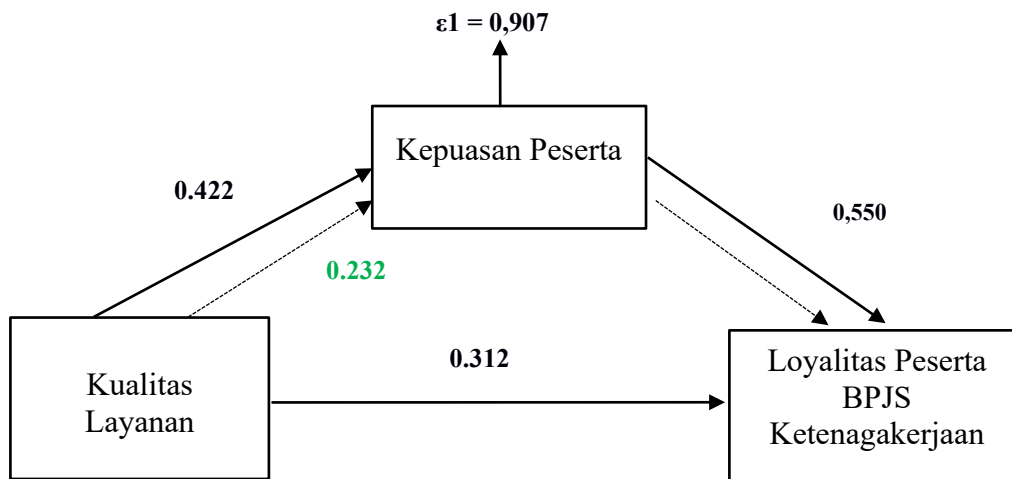 ε1 = 0,907
Kepuasan Peserta
0.422
0,550
0.232
0.312
Kualitas
Layanan
Loyalitas Peserta
BPJS
Ketenagakerjaan